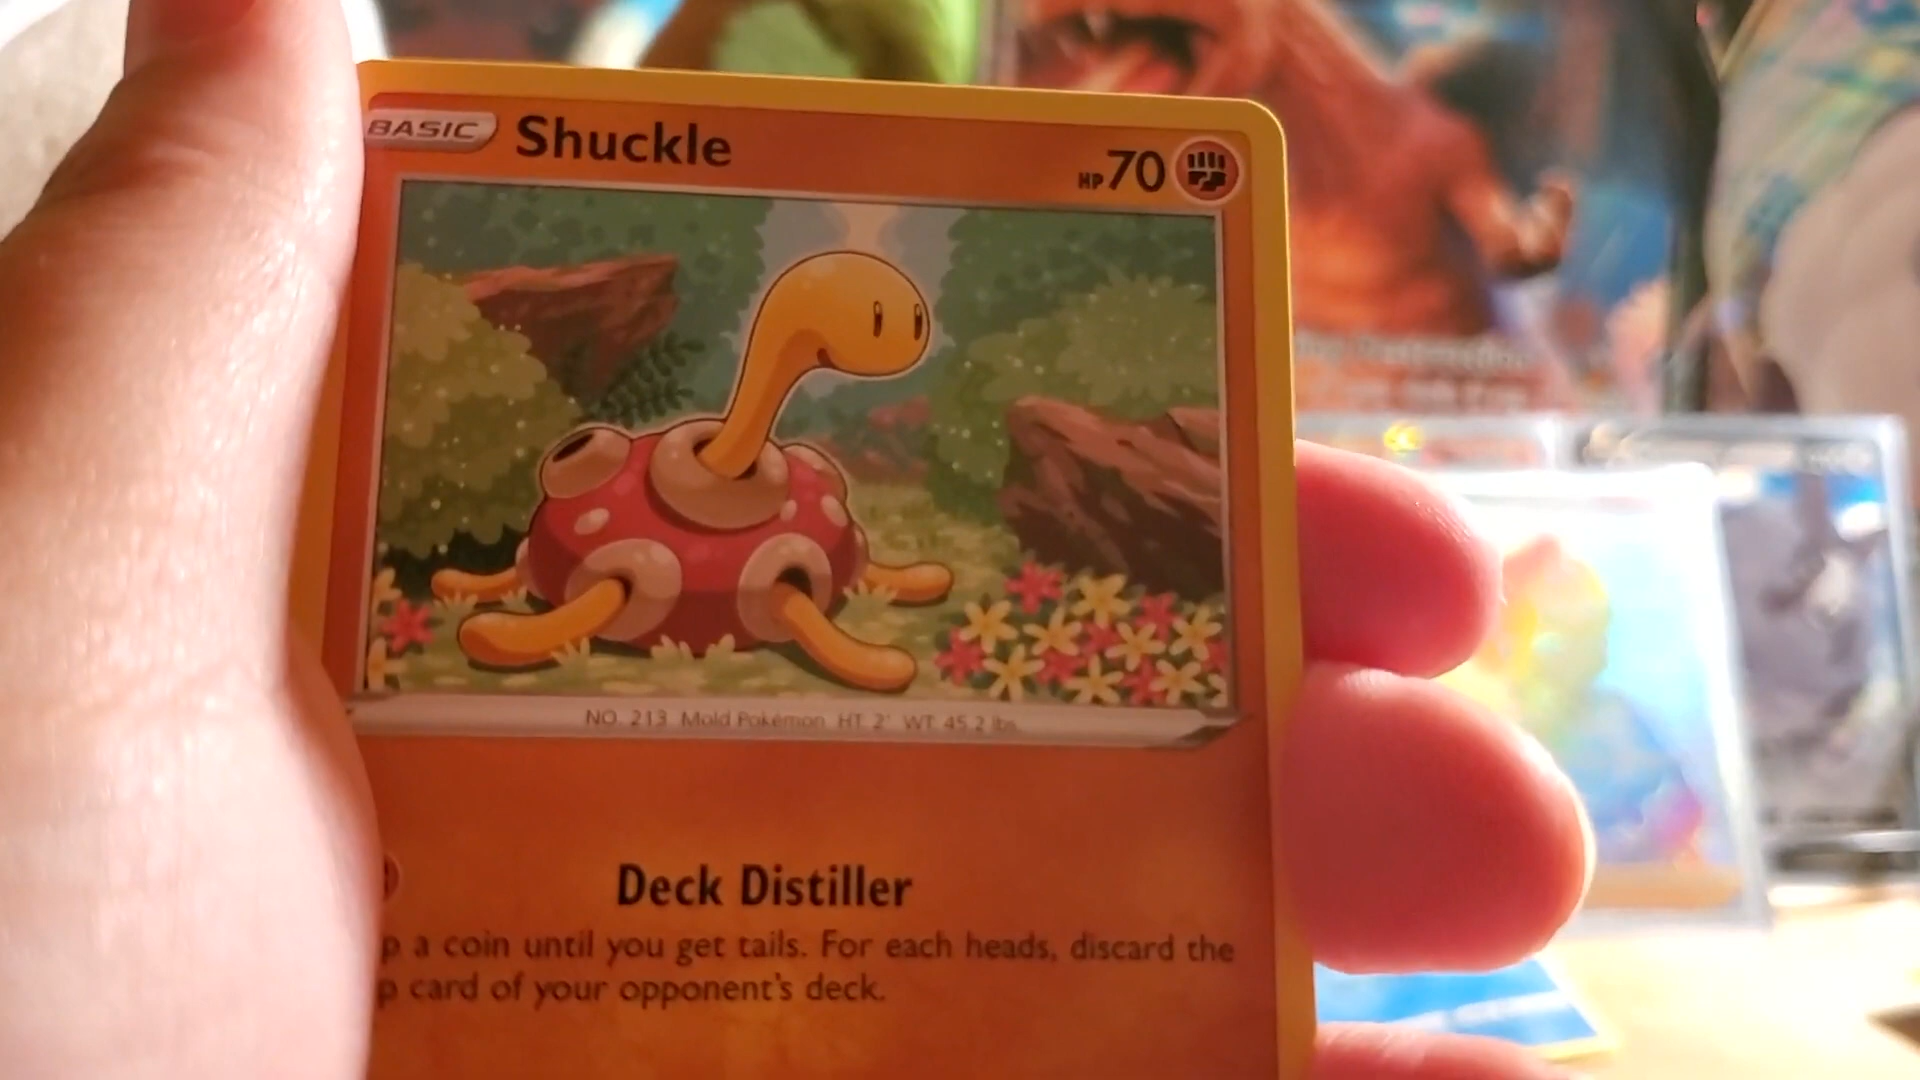 BASIC Shuckle HP 70
NO. 213 Mold Pokémon HT. 2' WT. 45.2 lbs.
Deck Distiller
p a coin until you get tails. For each heads, discard the
p card of your opponent's deck.